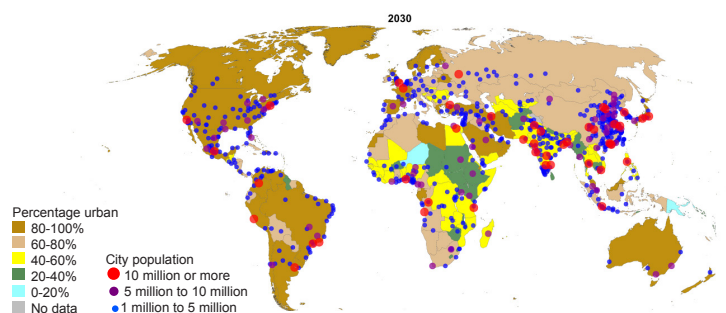 2030
Percentage urban
80-100%
60-80%
40-60%
20-40%
0-20%
No data
City population
10 million or more
5 million to 10 million
1 million to 5 million